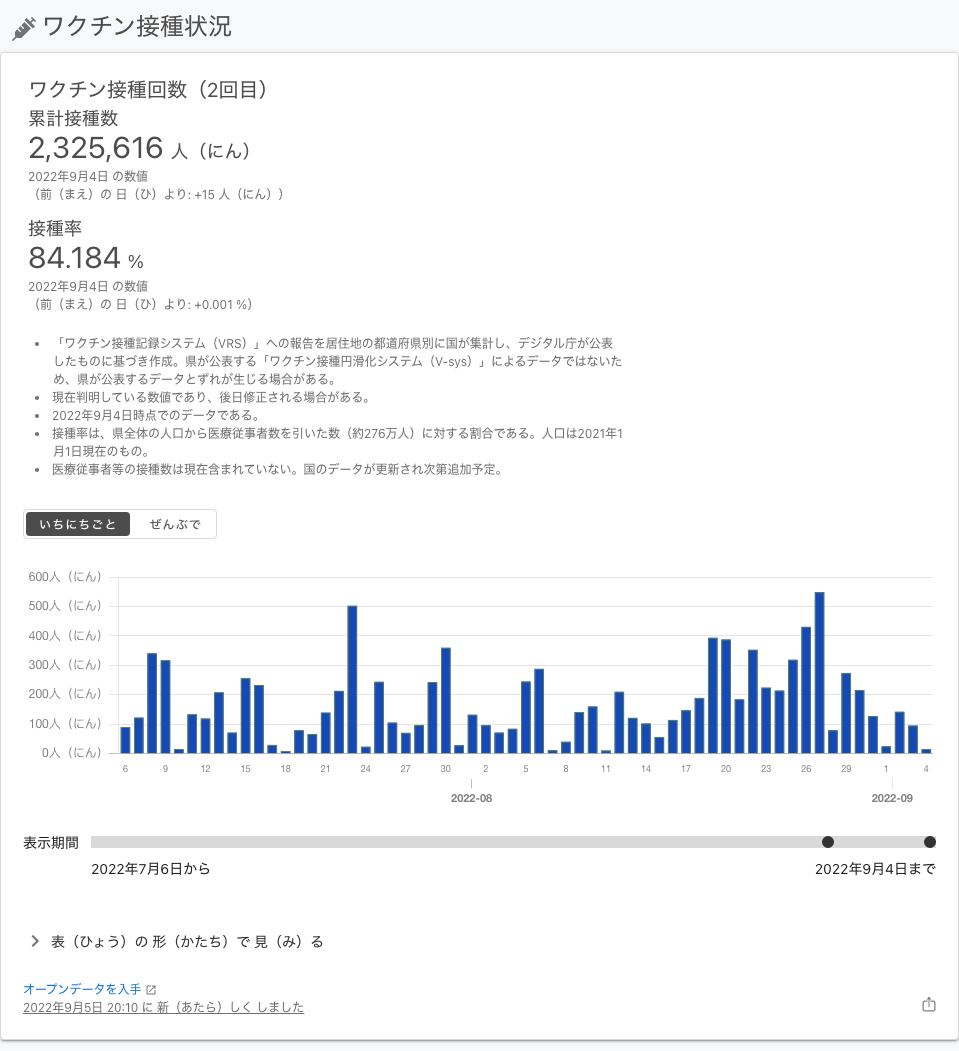 ワクチン接種状況
ワクチン接種回数（2回目）
累計接種数
2,325,616 人（にん）
2022年9月4日 の数値
（前（まえ）の 日（ひ）より: +15 人（にん））
接種率
84.184 %
2022年9月4日 の数値
（前（まえ）の 日（ひ）より: +0.001 %）
• 「ワクチン接種記録システム（VRS）」への報告を居住地の都道府県別に国が集計し、デジタル庁が公表
したものに基づき作成。県が公表する「ワクチン接種円滑化システム（V-sys）」によるデータではないた
め、県が公表するデータとずれが生じる場合がある。
• 現在判明している数値であり、後日修正される場合がある。
• 2022年9月4日時点でのデータである。
• 接種率は、県全体の人口から医療従事者数を引いた数（約276万人）に対する割合である。人口は2021年1
月1日現在のもの。
• 医療従事者等の接種数は現在含まれていない。国のデータが更新され次第追加予定。
いちにちごと ぜんぶで
600人（にん）
500人（にん）
400人（にん）
300人（にん）
200人（にん）
100人（にん）
0人（にん）
6 9 12 15 18 21 24 27 30 2 5 8 11 14 17 20 23 26 29 1 4
2022-08 2022-09
表示期間
2022年7月6日から 2022年9月4日まで
表（ひょう）の 形（かたち）で 見（み）る
オープンデータを入手
2022年9月5日 20:10 に 新（あたら）しく しました